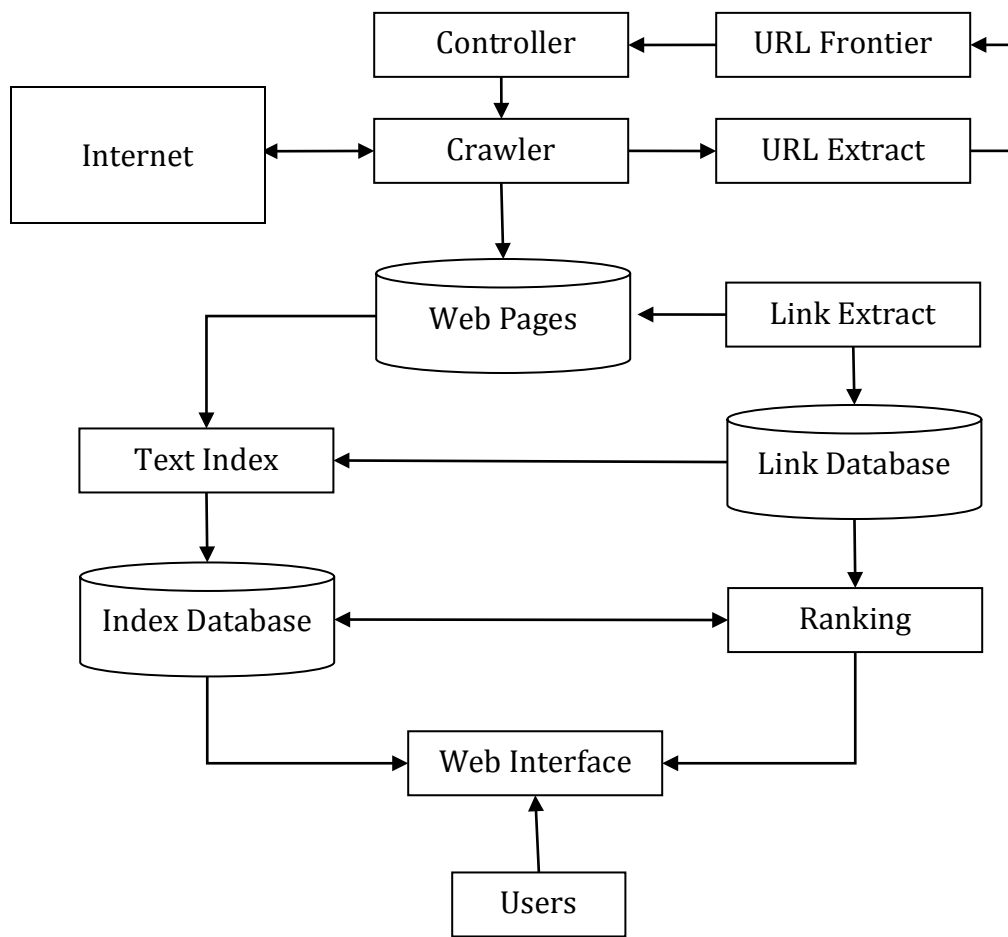 Controller
URL Frontier
Internet
Crawler
URL Extract
Web Pages
Link Extract
Text Index
Link Database
Index Database
Ranking
Web Interface
Users